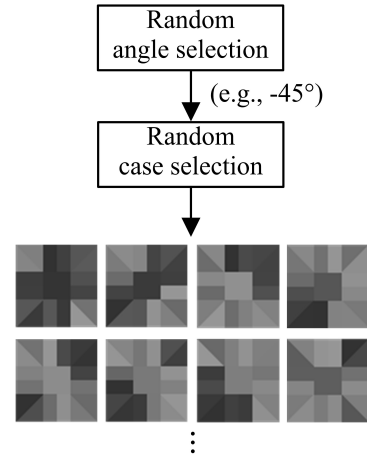 Random
angle selection
(e.g., -45°)
Random
case selection